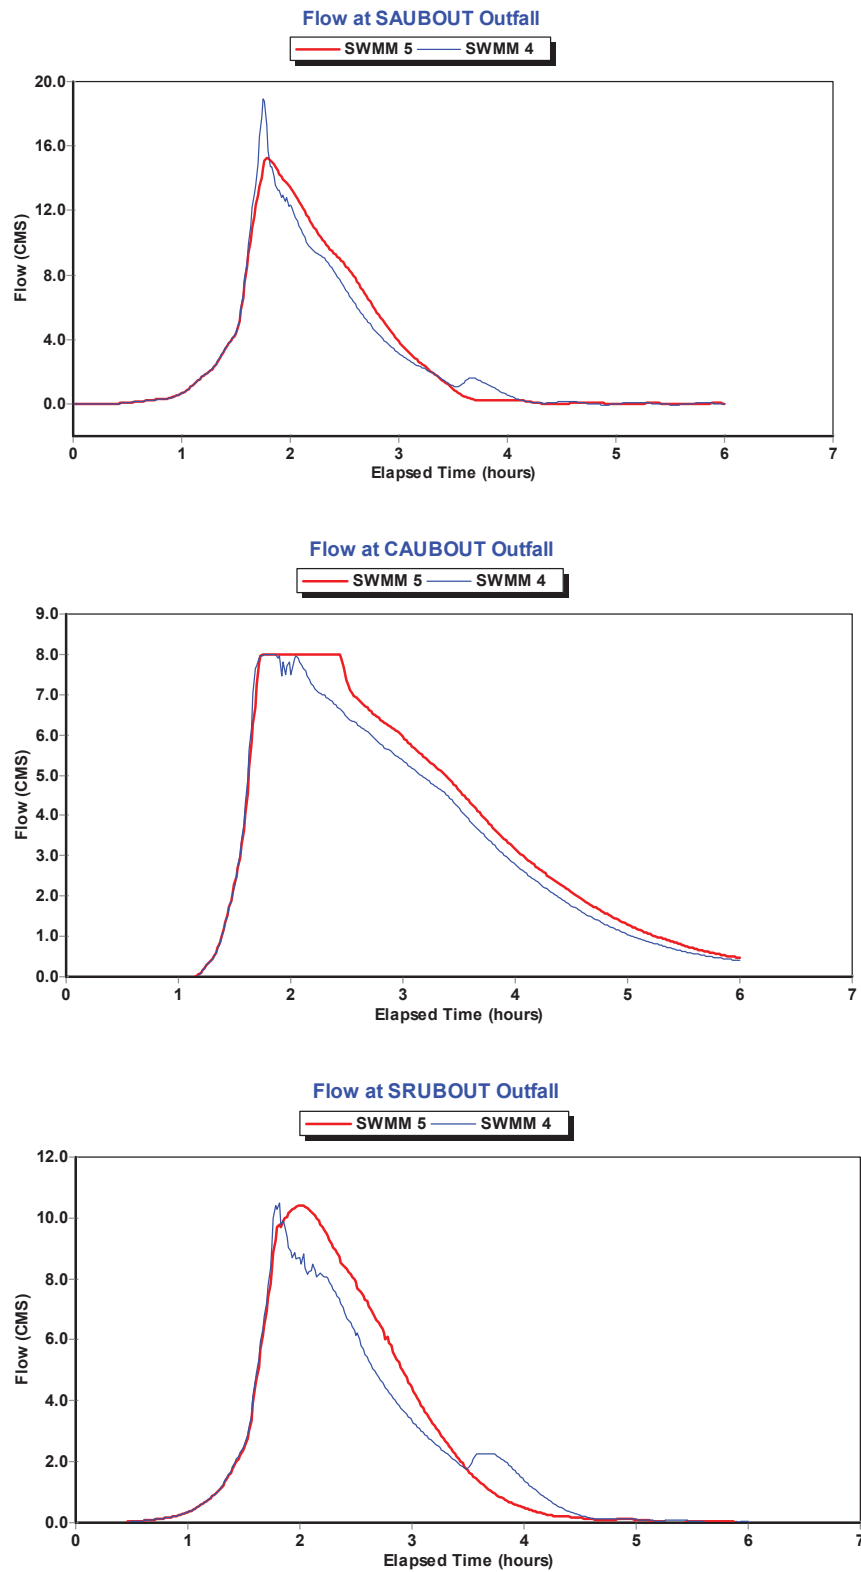 Flow at SAUBOUT Outfall
SWMM 5 SWMM 4
20.0
16.0
12.0
8.0
4.0
0.0
Flow (CMS)
0 1 2 3 4 5 6 7
Elapsed Time (hours)
Flow at CAUBOUT Outfall
SWMM 5 SWMM 4
9.0
8.0
7.0
6.0
5.0
4.0
3.0
2.0
1.0
0.0
Flow (CMS)
0 1 2 3 4 5 6 7
Elapsed Time (hours)
Flow at SRUBOUT Outfall
SWMM 5 SWMM 4
12.0
10.0
8.0
6.0
4.0
2.0
0.0
Flow (CMS)
0 1 2 3 4 5 6 7
Elapsed Time (hours)